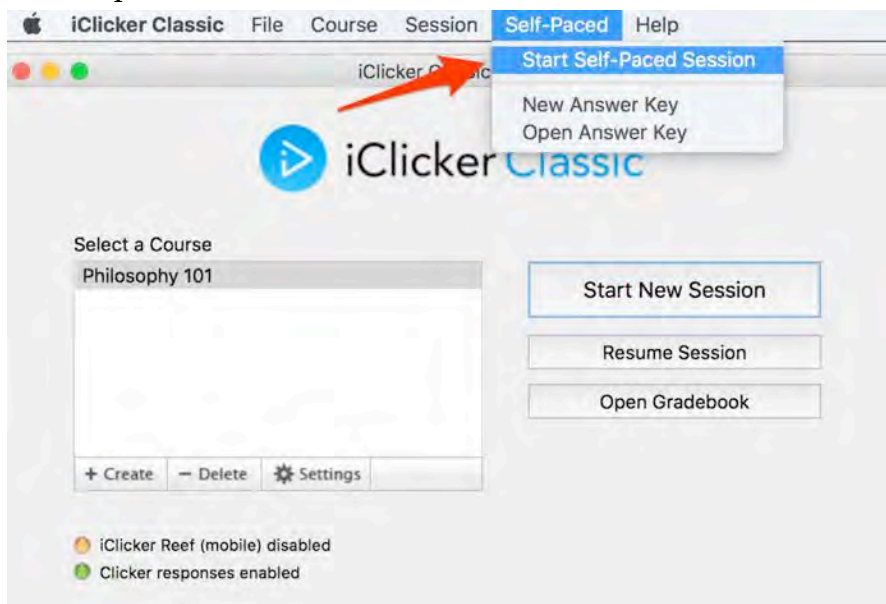 iClicker Classic File Course Session Self-Paced Help
Start Self-Paced Session
New Answer Key
Open Answer Key
iClicker Classic
Select a Course
Philosophy 101
Start New Session
Resume Session
Open Gradebook
+ Create - Delete Settings
iClicker Reef (mobile) disabled
Clicker responses enabled